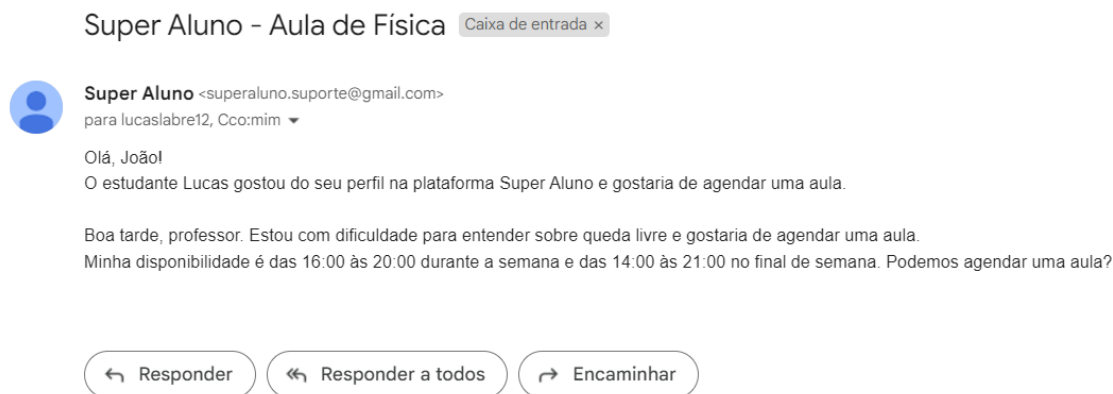 Super Aluno - Aula de Física Caixa de entrada ×
Super Aluno <superaluno.suporte@gmail.com>
para lucaslabre12, Cco:mim
Olá, João!
O estudante Lucas gostou do seu perfil na plataforma Super Aluno e gostaria de agendar uma aula.
Boa tarde, professor. Estou com dificuldade para entender sobre queda livre e gostaria de agendar uma aula.
Minha disponibilidade é das 16:00 às 20:00 durante a semana e das 14:00 às 21:00 no final de semana. Podemos agendar uma aula?
Responder Responder a todos Encaminhar